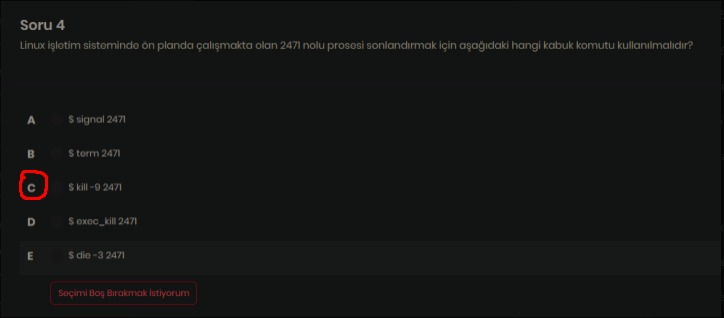 Soru 4
Linux işletim sisteminde ön planda çalışmakta olan 2471 nolu prosesi sonlandırmak için aşağıdaki hangi kabuk komutu kullanılmalıdır?
A $ signal 2471
B $ term 2471
C $ kill -9 2471
D $ exec_kill 2471
E $ die -3 2471
Seçimi Boş Bırakmak İstiyorum